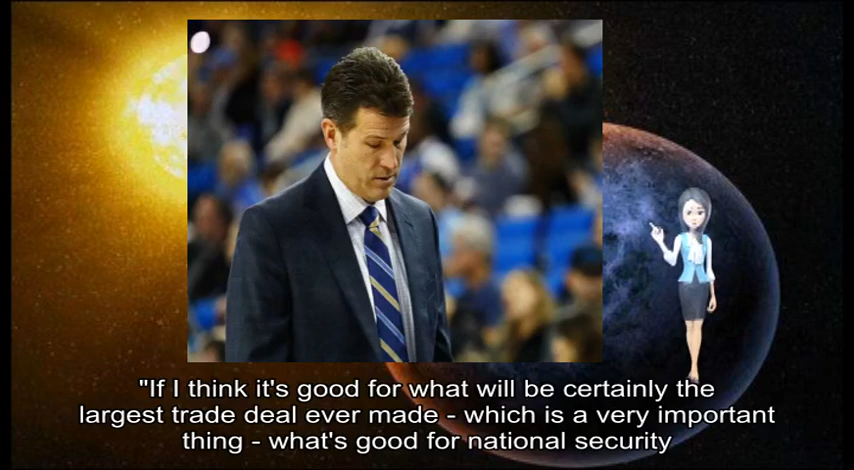 "If I think it's good for what will be certainly the
largest trade deal ever made - which is a very important
thing - what's good for national security